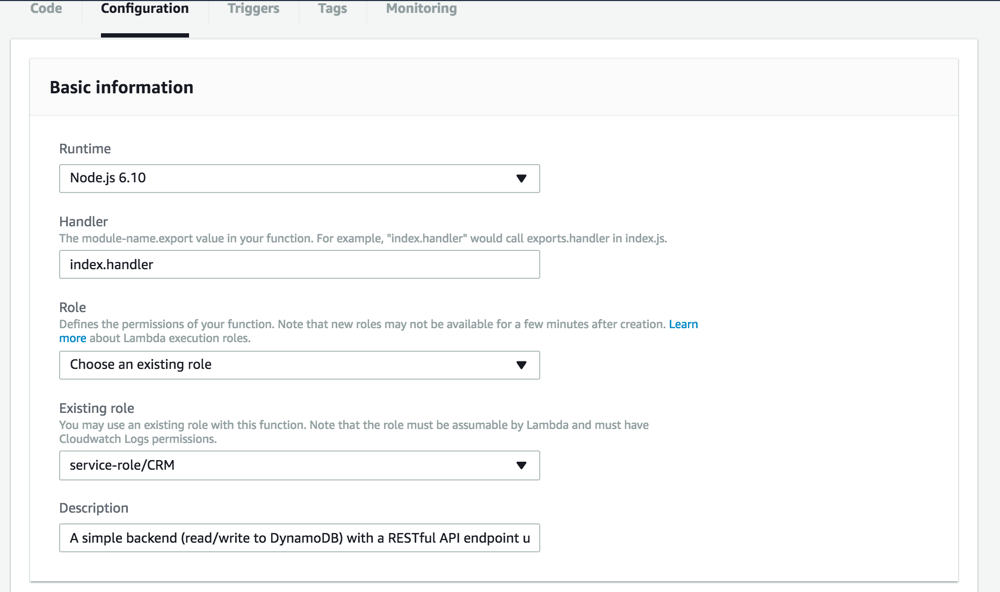 Code Configuration Triggers Tags Monitoring
Basic information
Runtime
Node.js 6.10
Handler
The module-name.export value in your function. For example, "index.handler" would call exports.handler in index.js.
index.handler
Role
Defines the permissions of your function. Note that new roles may not be available for a few minutes after creation. Learn
more about Lambda execution roles.
Choose an existing role
Existing role
You may use an existing role with this function. Note that the role must be assumable by Lambda and must have
Cloudwatch Logs permissions.
service-role/CRM
Description
A simple backend (read/write to DynamoDB) with a RESTful API endpoint u